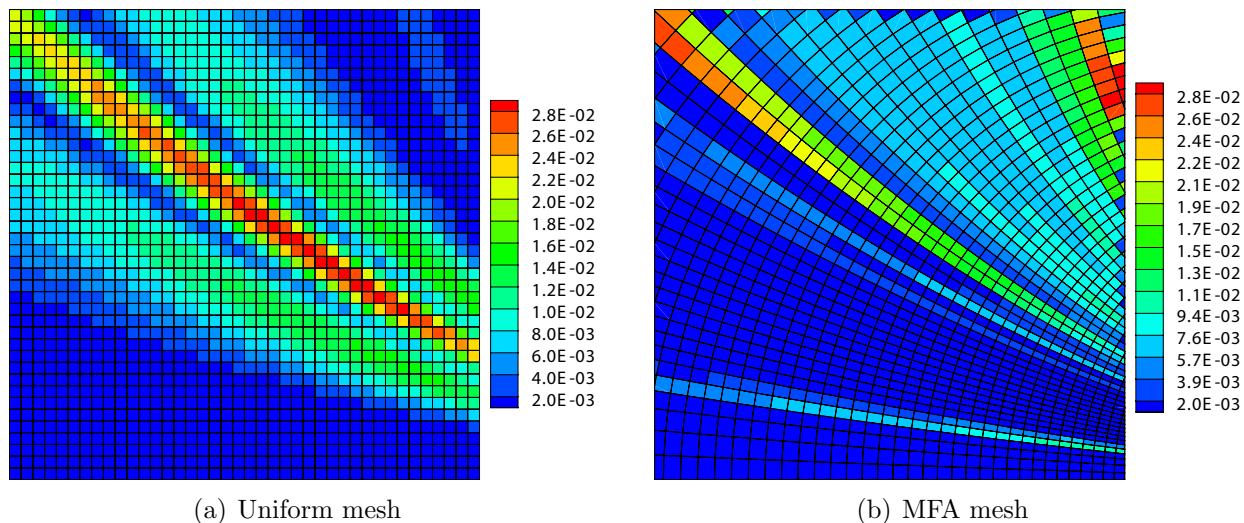 2.8E-02
2.6E-02
2.4E-02
2.2E-02
2.0E-02
1.8E-02
1.6E-02
1.4E-02
1.2E-02
1.0E-02
8.0E-03
6.0E-03
4.0E-03
2.0E-03
(a) Uniform mesh
2.8E-02
2.6E-02
2.4E-02
2.2E-02
2.1E-02
1.9E-02
1.7E-02
1.5E-02
1.3E-02
1.1E-02
9.4E-03
7.6E-03
5.7E-03
3.9E-03
2.0E-03
(b) MFA mesh